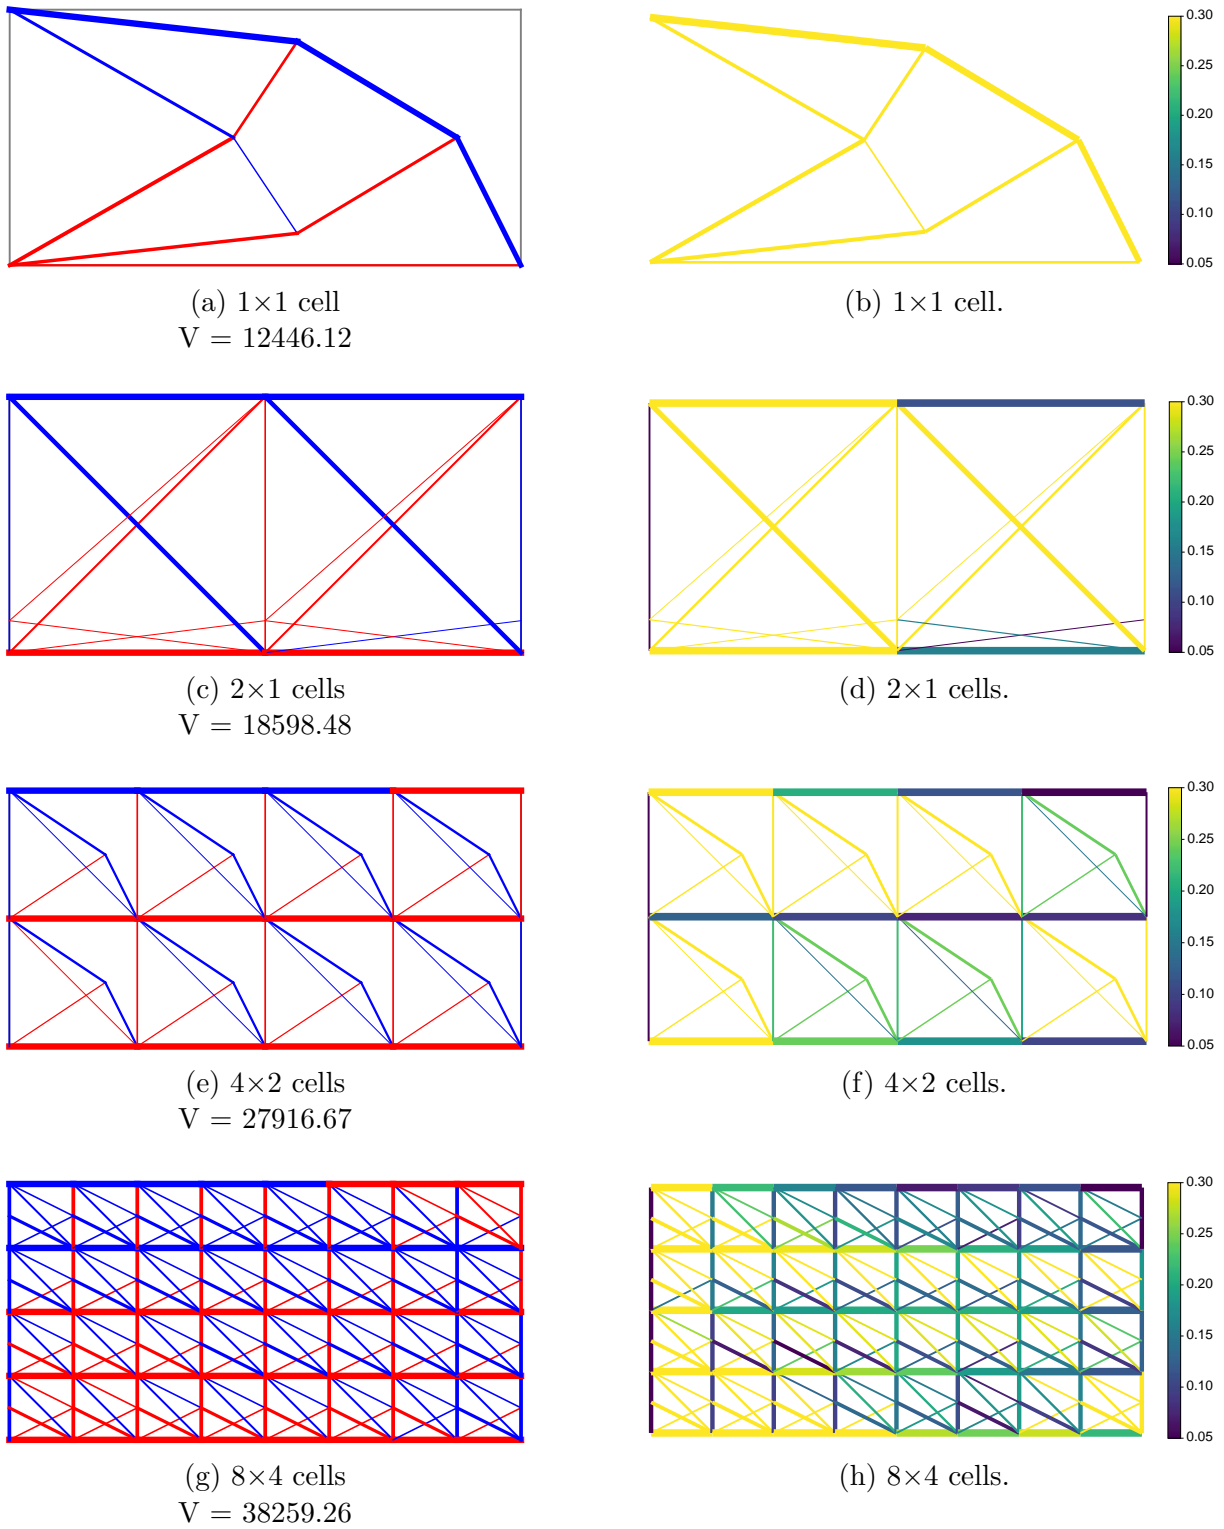 0.30
0.25
0.20
0.15
0.10
0.05
(a) 1×1 cell
V = 12446.12
(b) 1×1 cell.
0.30
0.25
0.20
0.15
0.10
0.05
(c) 2×1 cells
V = 18598.48
(d) 2×1 cells.
0.30
0.25
0.20
0.15
0.10
0.05
(e) 4×2 cells
V = 27916.67
(f) 4×2 cells.
0.30
0.25
0.20
0.15
0.10
0.05
(g) 8×4 cells
V = 38259.26
(h) 8×4 cells.